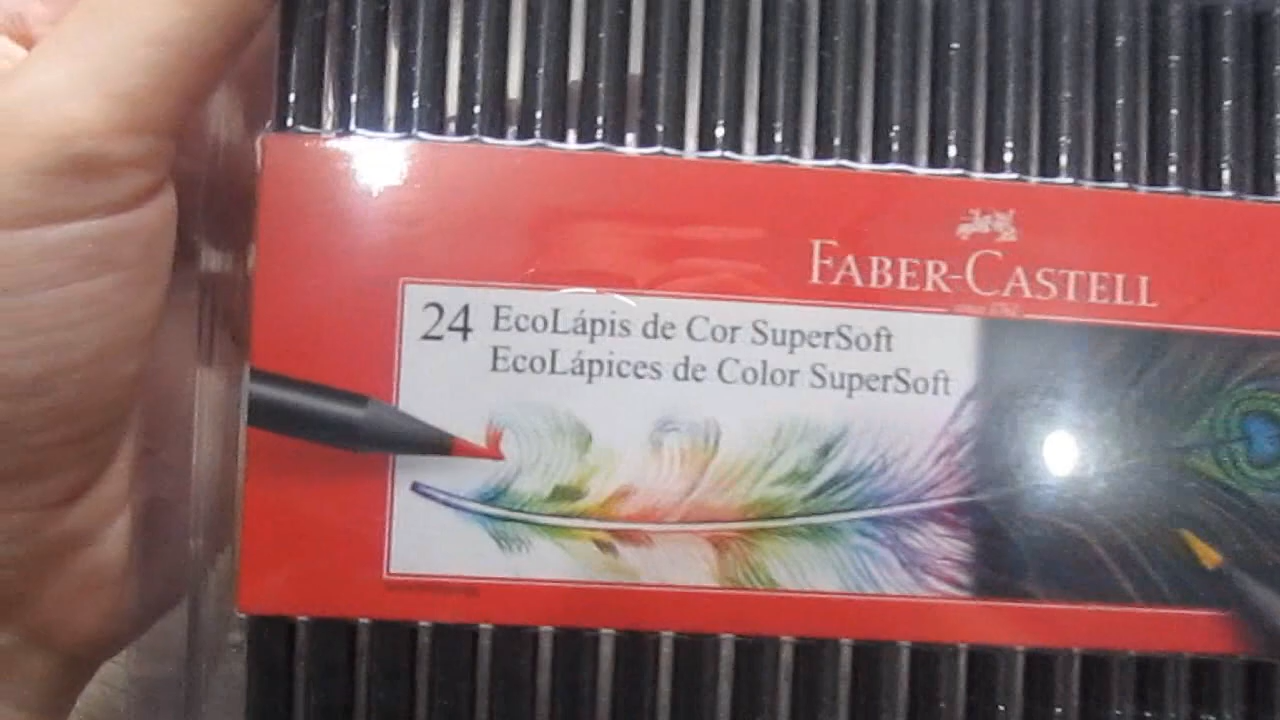 FABER-CASTELL
24 EcoLápis de Cor SuperSoft
EcoLápices de Color SuperSoft